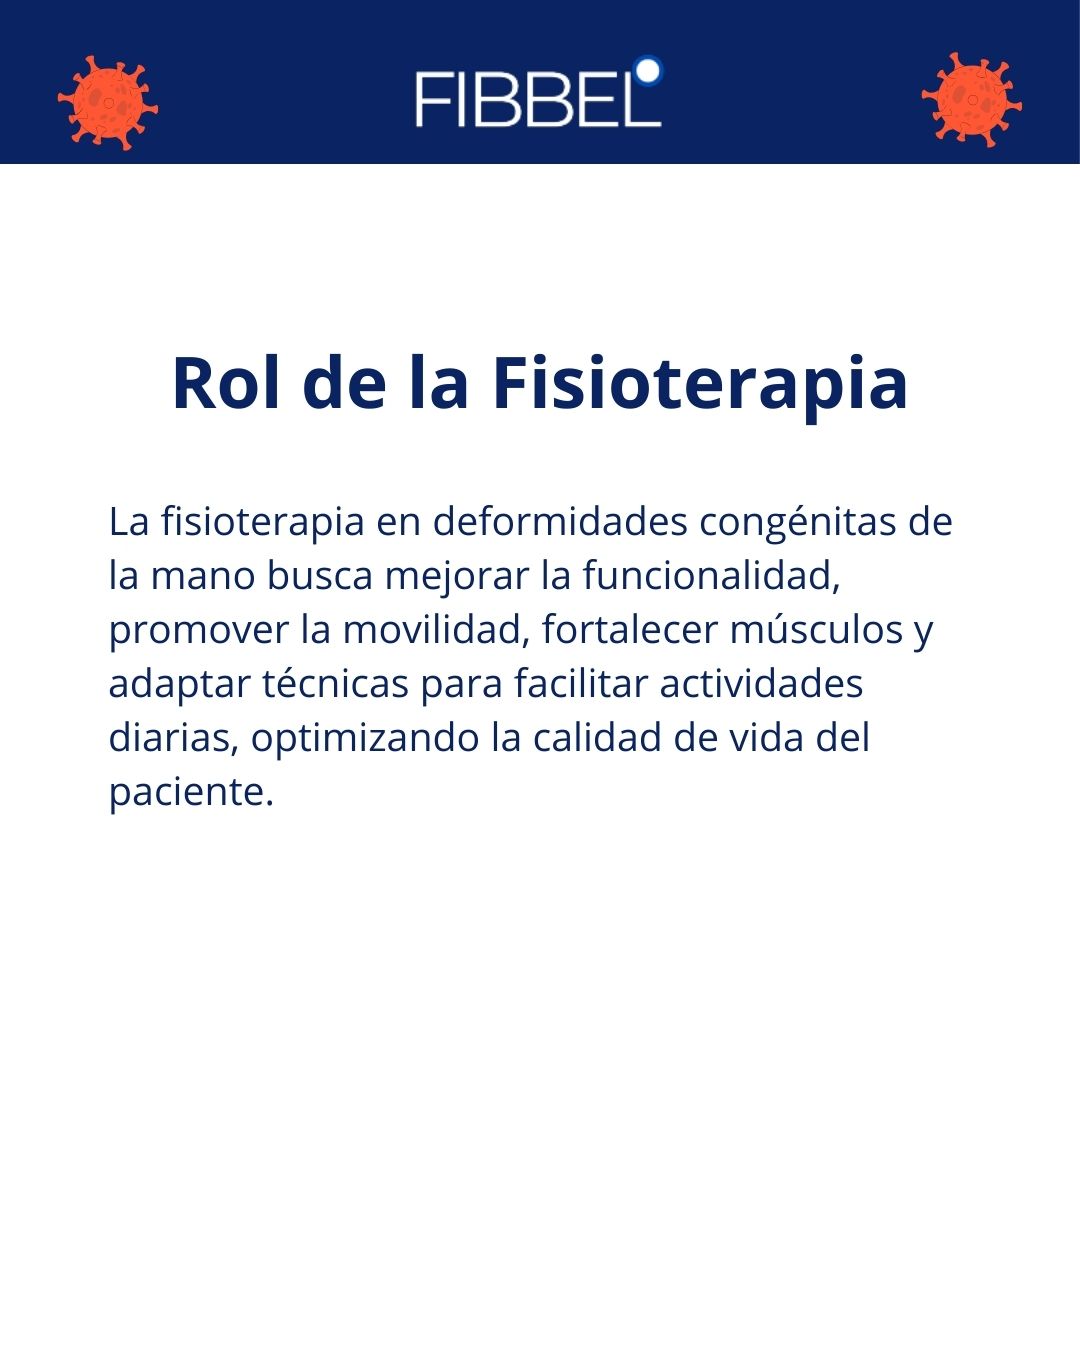 FIBBEL
Rol de la Fisioterapia
La fisioterapia en deformidades congénitas de
la mano busca mejorar la funcionalidad,
promover la movilidad, fortalecer músculos y
adaptar técnicas para facilitar actividades
diarias, optimizando la calidad de vida del
paciente.